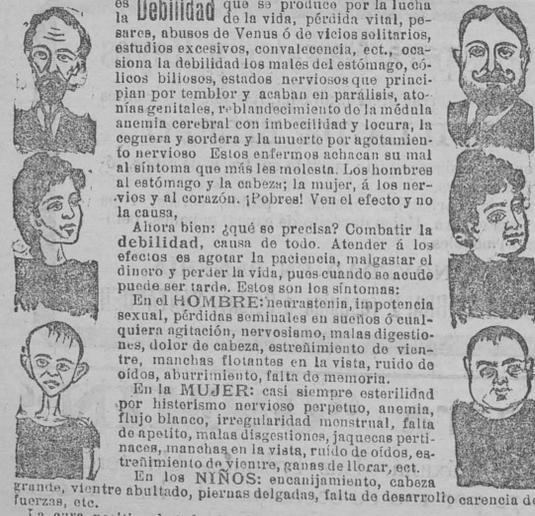 es Debilidad que se produce por la lucha
la de la vida, pérdida vital, pe-
sares, abusos de Venus ó de vicios solitarios,
estudios excesivos, convalecencia, ect., oca-
siona la debilidad los males del estómago, có-
licos biliosos, estados nerviosos que princi-
pian por temblor y acaban en parálisis, ato-
nías genitales, reblandecimiento de la médula
anemia cerebral con imbecilidad y locura, la
ceguera y sordera y la muerte por agotamien-
to nervioso Estos enfermos achacan su mal
al síntoma que más les molesta. Los hombres
al estómago y la cabeza; la mujer, á los ner-
vios y al corazón. ¡Pobres! Ven el efecto y no
la causa,
Ahora bien: ¿qué se precisa? Combatir la
debilidad, causa de todo. Atender á los
efectos es agotar la paciencia, malgastar el
dinero y perder la vida, pues cuando se acude
puede ser tarde. Estos son los síntomas:
En el HOMBRE: neurastenia, impotencia
sexual, pérdidas seminales en sueños ó cual-
quiera agitación, nervosismo, malas digestio-
nes, dolor de cabeza, estreñimiento de vien-
tre, manchas flotantes en la vista, ruido de
oídos, aburrimiento, falta de memoria.
En la MUJER: casi siempre esterilidad
por histerismo nervioso perpetuo, anemia,
flujo blanco, irregularidad menstrual, falta
de apetito, malas disgestiones, jaquecas perti-
naces, manchas en la vista, ruido de oídos, es-
treñimiento de vientre, ganas de llorar, ect.
En los NIÑOS: encanijamiento, cabeza
grande, vientre abultado, piernas delgadas, falta de desarrollo carencia de
fuerzas, etc.